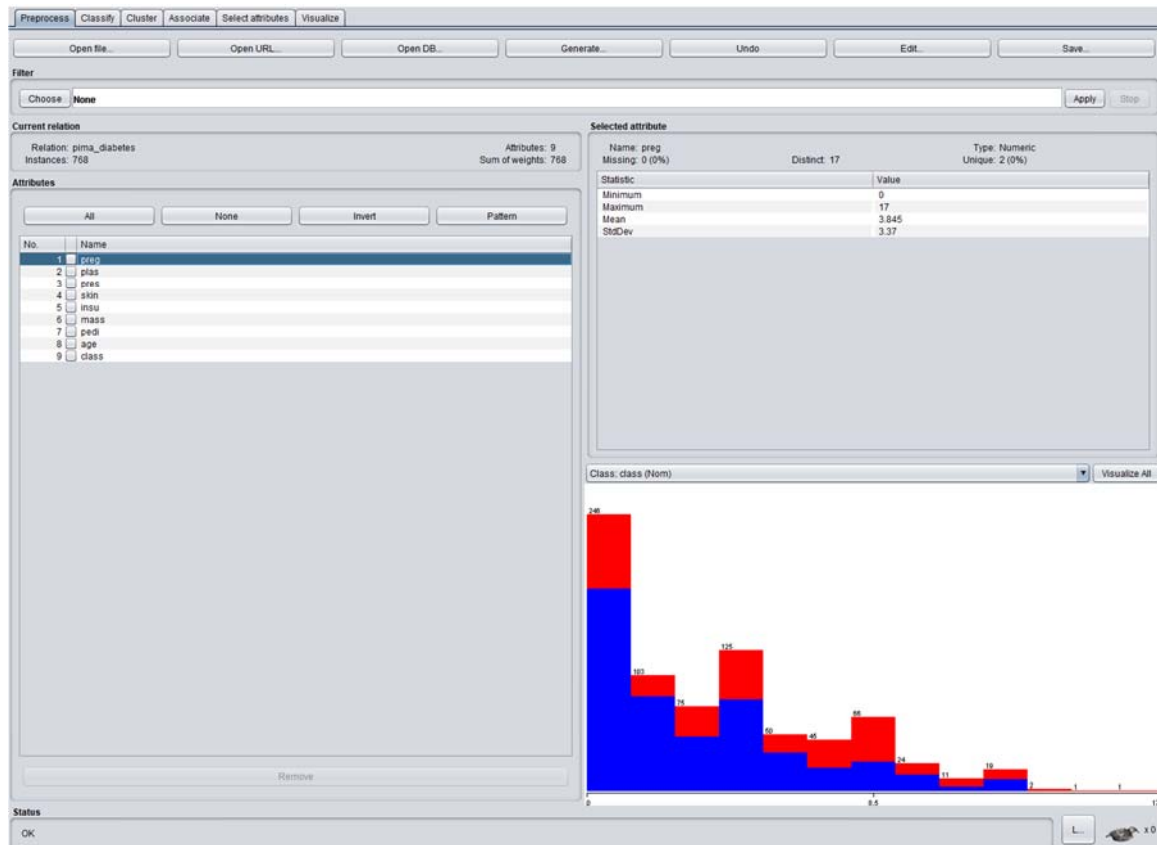 Preprocess Classify Cluster Associate Select attributes Visualize
Open file... Open URL... Open DB... Generate... Undo Edit... Save...
Filter
Choose None Apply Stop
Current relation
Relation: pima_diabetes Attributes: 9
Instances: 768 Sum of weights: 768
Attributes
All None Invert Pattern
No. Name
1 preg
2 plas
3 pres
4 skin
5 insu
6 mass
7 pedi
8 age
9 class
Remove
Selected attribute
Name: preg Type: Numeric
Missing: 0 (0%) Distinct: 17 Unique: 2 (0%)
Statistic Value
Minimum 0
Maximum 17
Mean 3.845
StdDev 3.37
Class: class (Nom) Visualize All
246
103
75
125
50
45
66
24
11
19
2
1
1
0 8.5 17
Status
OK L... x 0